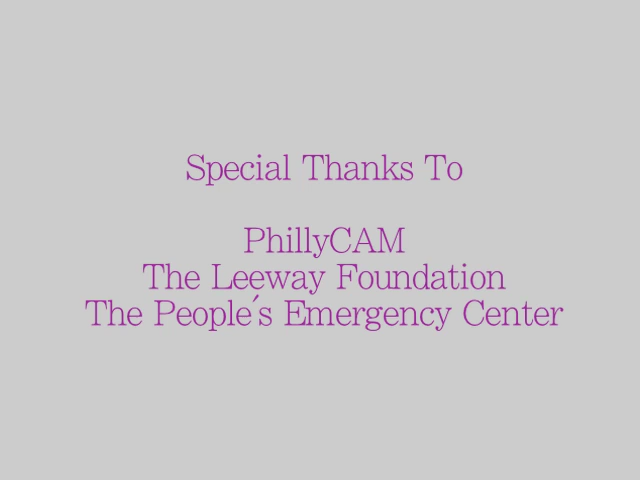 Special Thanks To
PhillyCAM
The Leeway Foundation
The People's Emergency Center